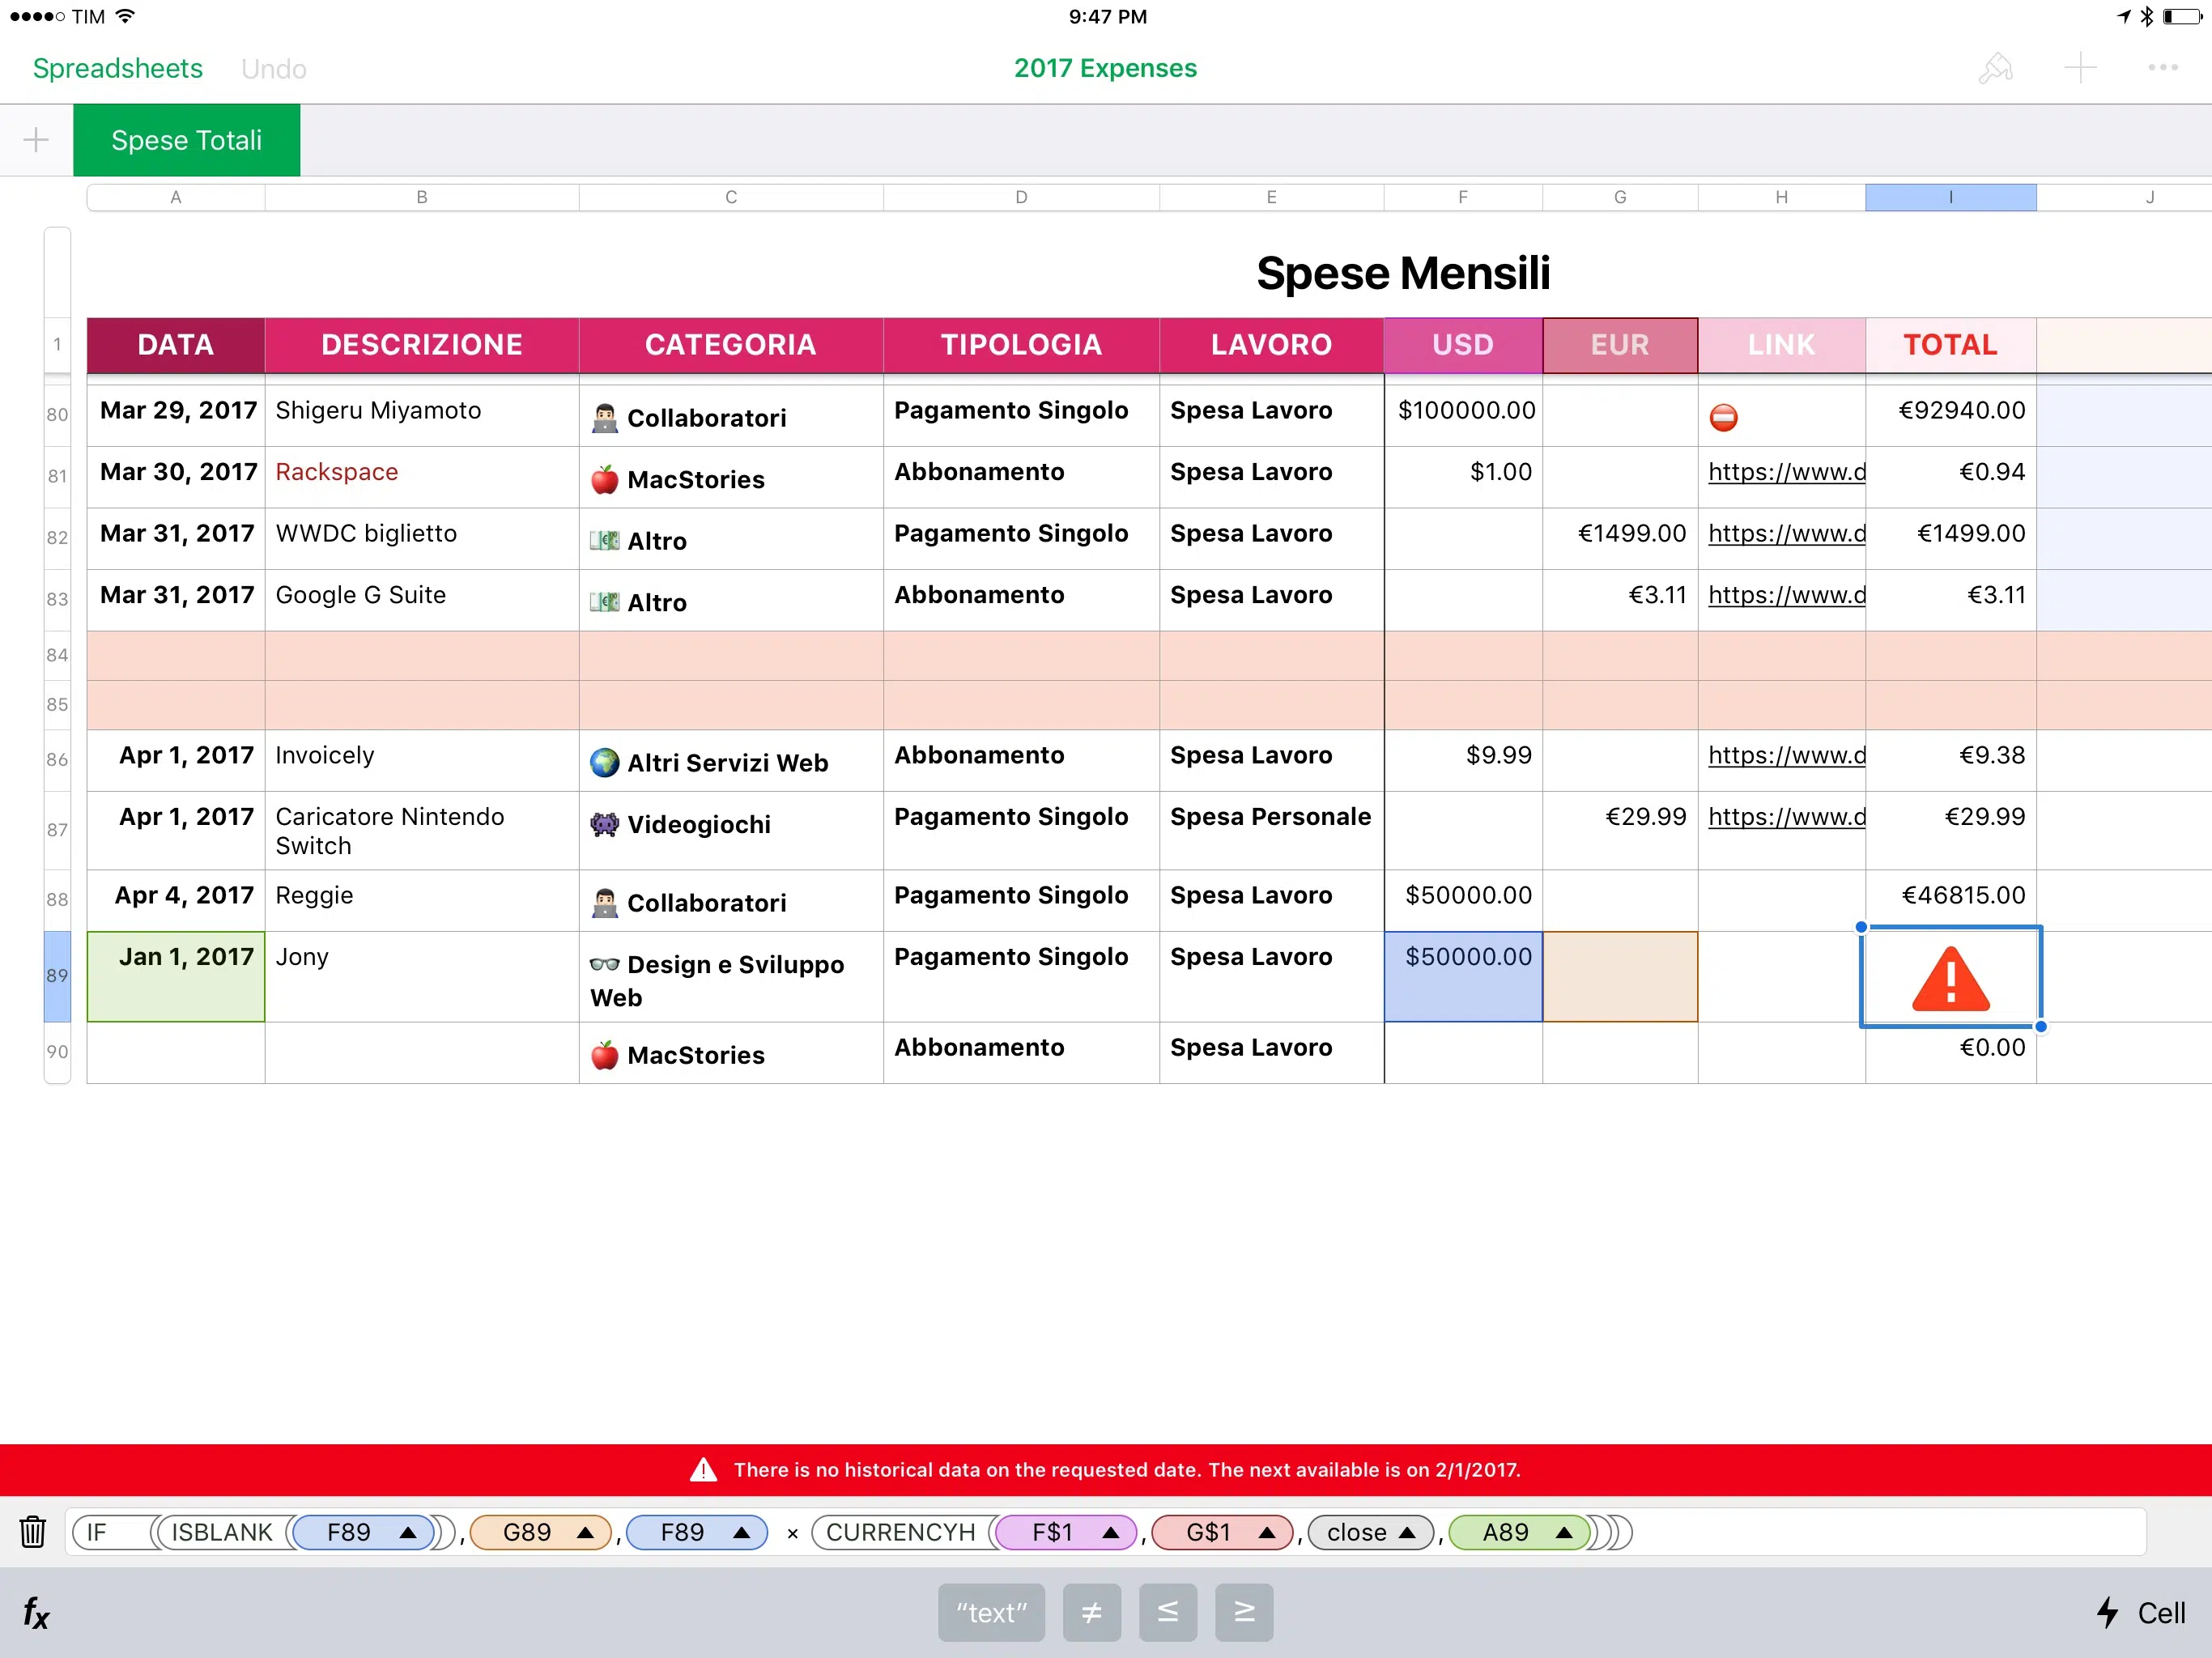 TIM 9:47 PM
Spreadsheets Undo 2017 Expenses
Spese Totali
A B C D E F G H I J
Spese Mensili
1 DATA DESCRIZIONE CATEGORIA TIPOLOGIA LAVORO USD EUR LINK TOTAL
80 Mar 29, 2017 Shigeru Miyamoto Collaboratori Pagamento Singolo Spesa Lavoro $100000.00 €92940.00
81 Mar 30, 2017 Rackspace MacStories Abbonamento Spesa Lavoro $1.00 https://www.d €0.94
82 Mar 31, 2017 WWDC biglietto Altro Pagamento Singolo Spesa Lavoro €1499.00 https://www.d €1499.00
83 Mar 31, 2017 Google G Suite Altro Abbonamento Spesa Lavoro €3.11 https://www.d €3.11
84
85
86 Apr 1, 2017 Invoicely Altri Servizi Web Abbonamento Spesa Lavoro $9.99 https://www.d €9.38
87 Apr 1, 2017 Caricatore Nintendo Videogiochi Pagamento Singolo Spesa Personale €29.99 https://www.d €29.99
Switch
88 Apr 4, 2017 Reggie Collaboratori Pagamento Singolo Spesa Lavoro $50000.00 €46815.00
89 Jan 1, 2017 Jony Design e Sviluppo Pagamento Singolo Spesa Lavoro $50000.00
Web
90 MacStories Abbonamento Spesa Lavoro €0.00
There is no historical data on the requested date. The next available is on 2/1/2017.
IF ISBLANK F89 , G89 , F89 × CURRENCYH F$1 , G$1 , close , A89
fx "text" ≠ ≤ ≥ Cell